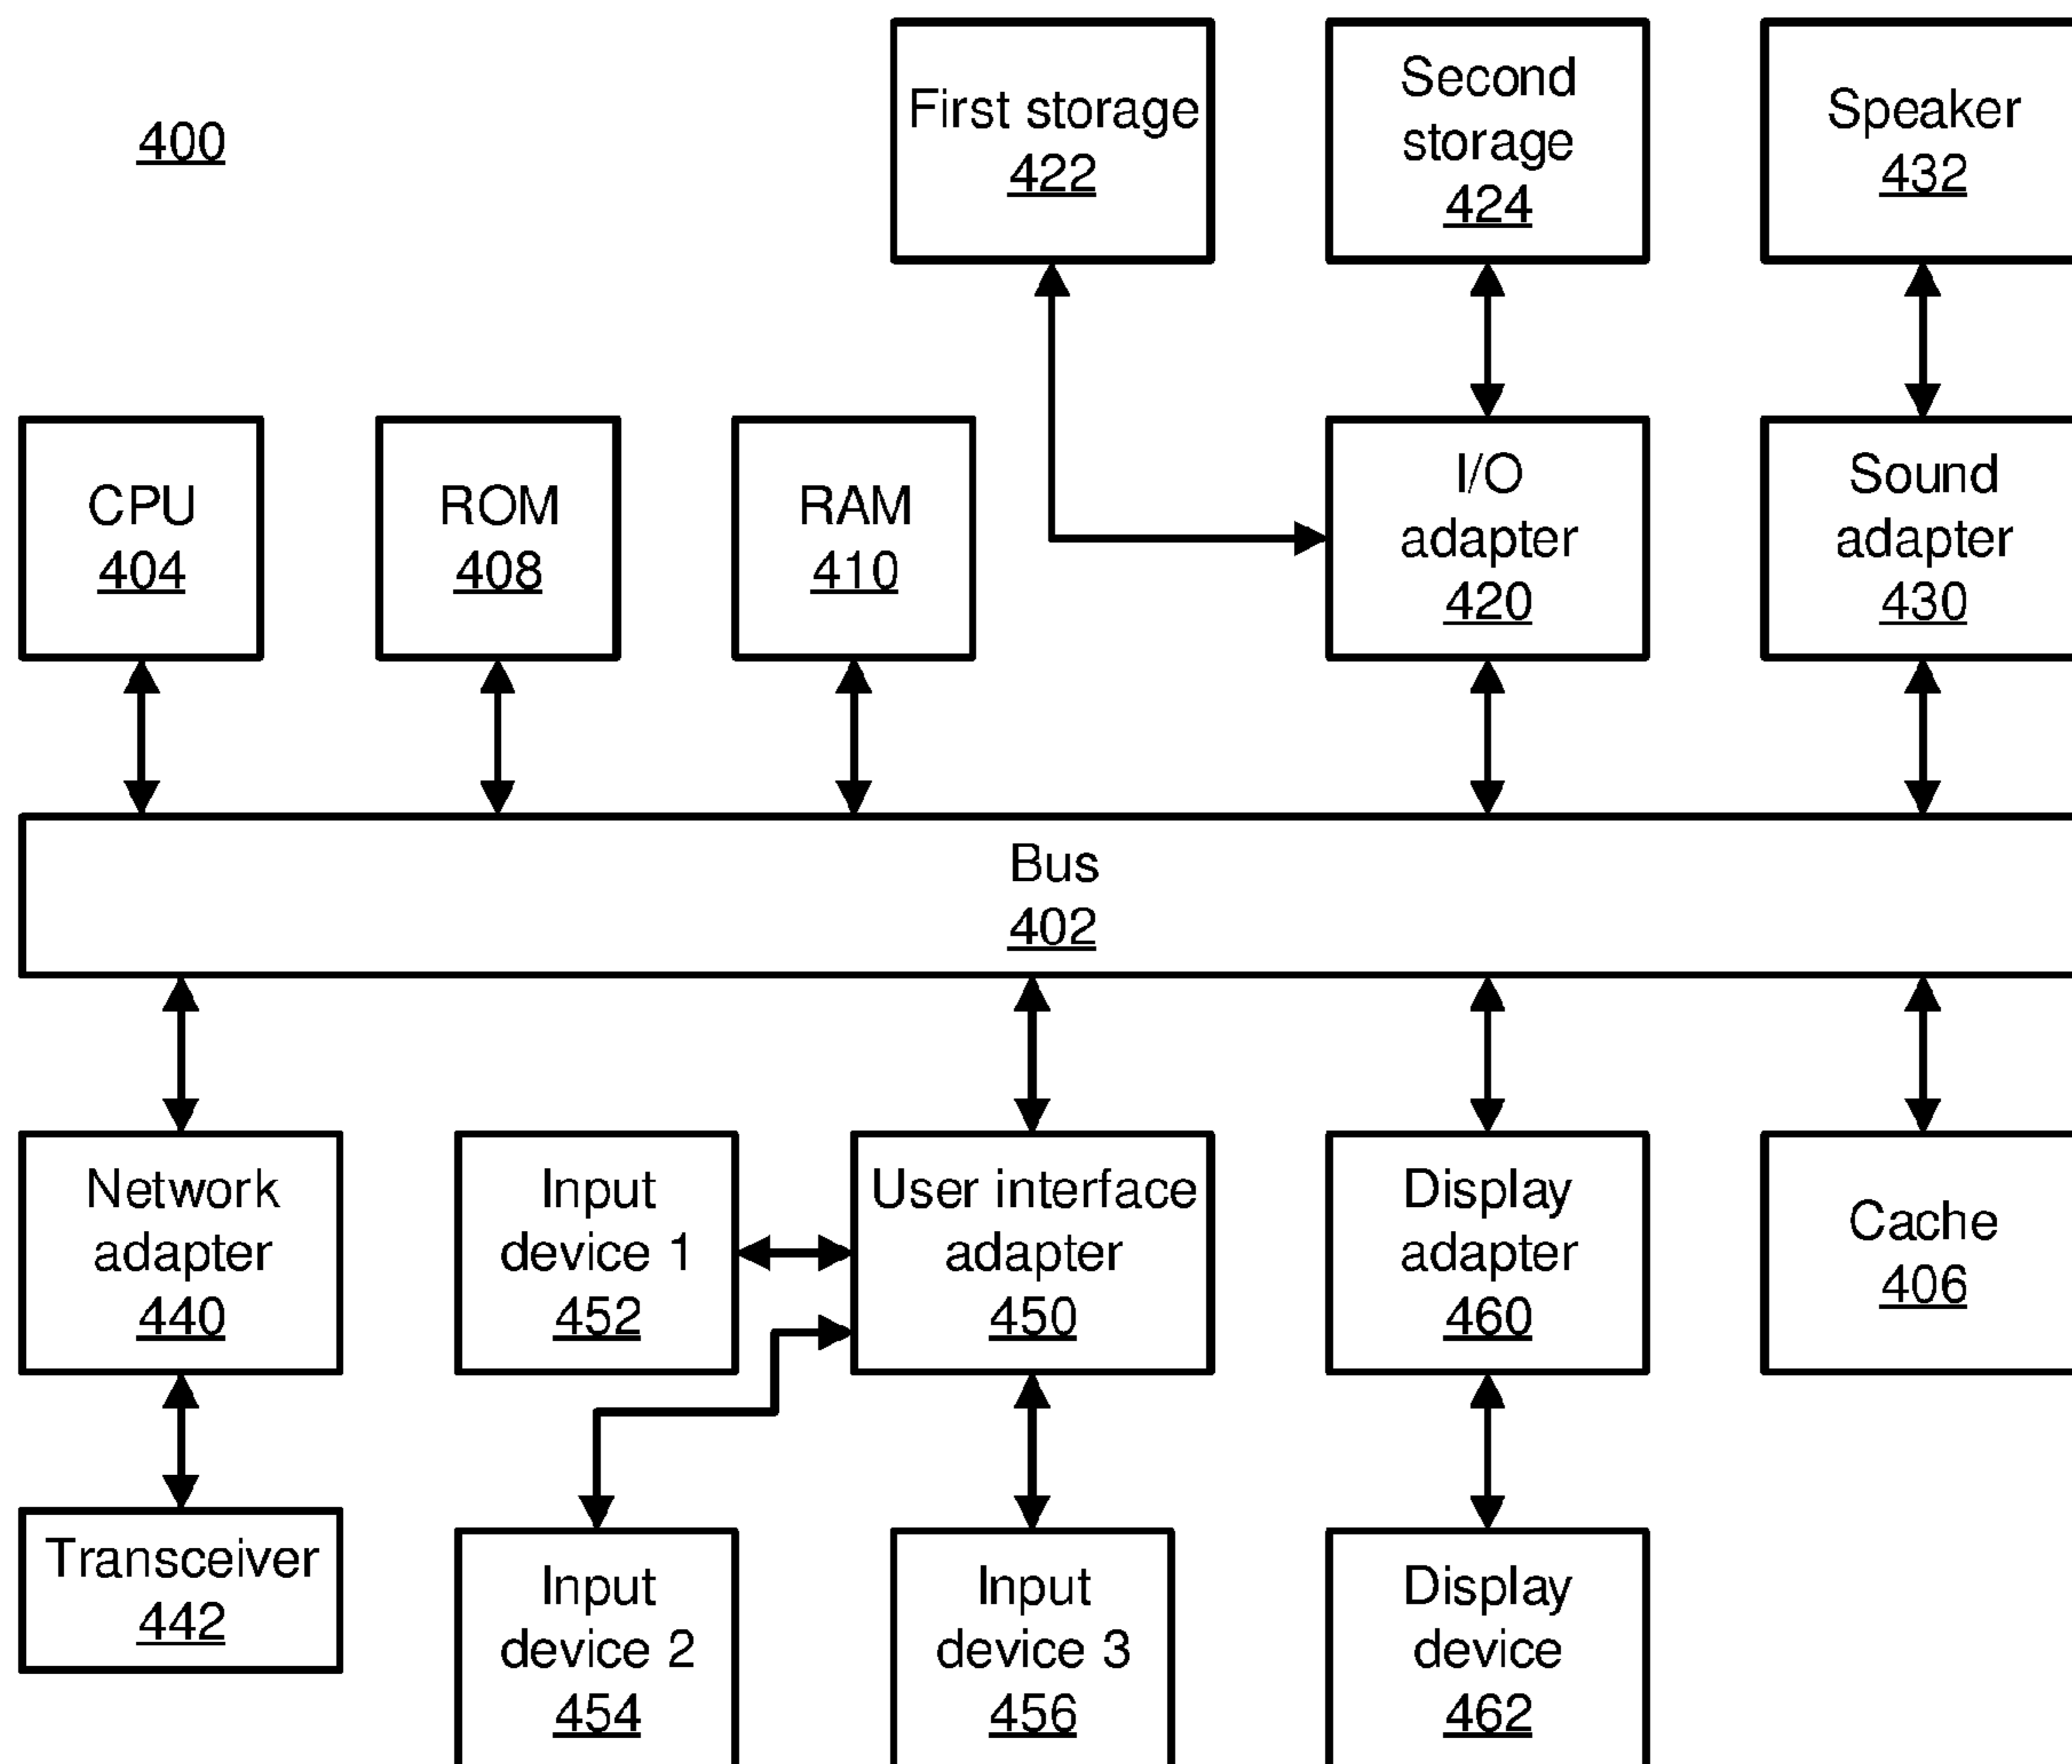 400
First storage
422
Second
storage
424
Speaker
432
CPU
404
ROM
408
RAM
410
I/O
adapter
420
Sound
adapter
430
Bus
402
Network
adapter
440
Input
device 1
452
User interface
adapter
450
Display
adapter
460
Cache
406
Transceiver
442
Input
device 2
454
Input
device 3
456
Display
device
462